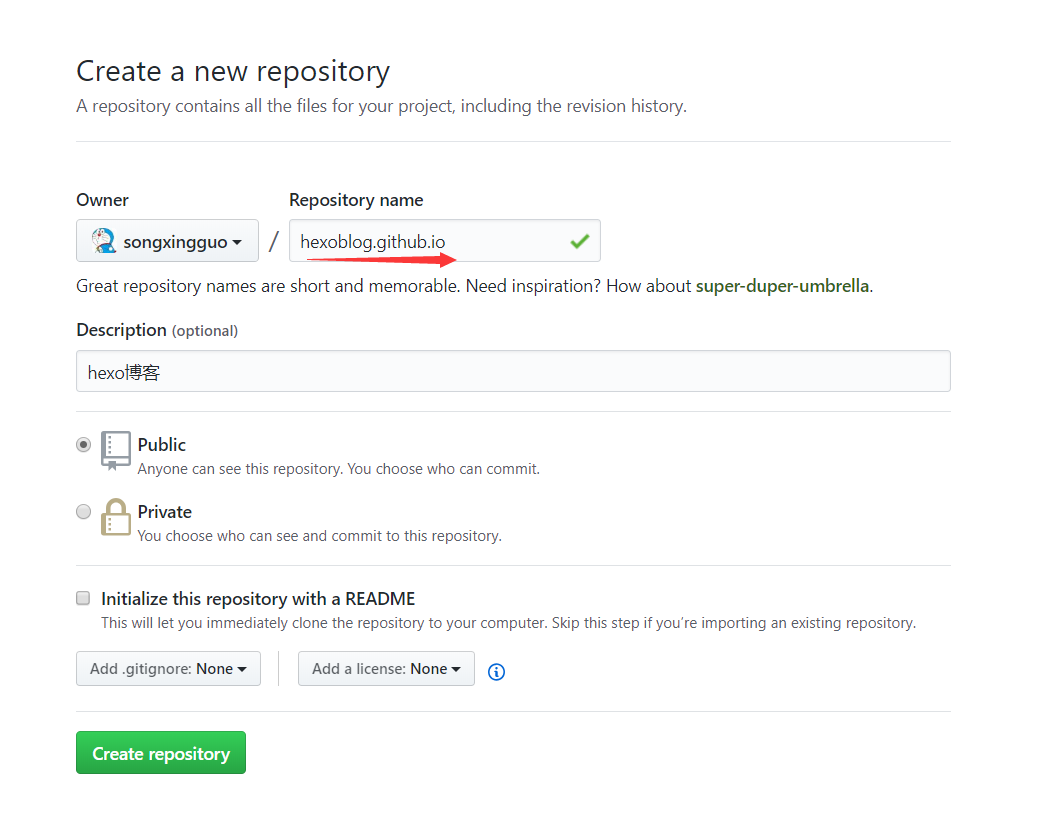 Create a new repository
A repository contains all the files for your project, including the revision history.
Owner
Repository name
songxingguo
/
hexoblog.github.io
Great repository names are short and memorable. Need inspiration? How about super-duper-umbrella.
Description (optional)
hexo博客
Public
Anyone can see this repository. You choose who can commit.
Private
You choose who can see and commit to this repository.
Initialize this repository with a README
This will let you immediately clone the repository to your computer. Skip this step if you’re importing an existing repository.
Add .gitignore: None
Add a license: None
Create repository